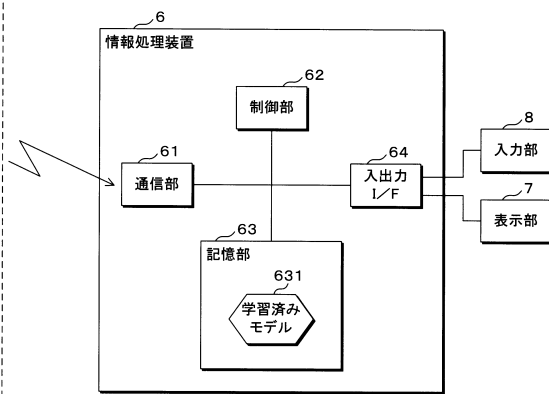 6
情報処理装置
62
制御部
61
通信部
64
入出力
I／F
8
入力部
7
表示部
63
記憶部
631
学習済み
モデル